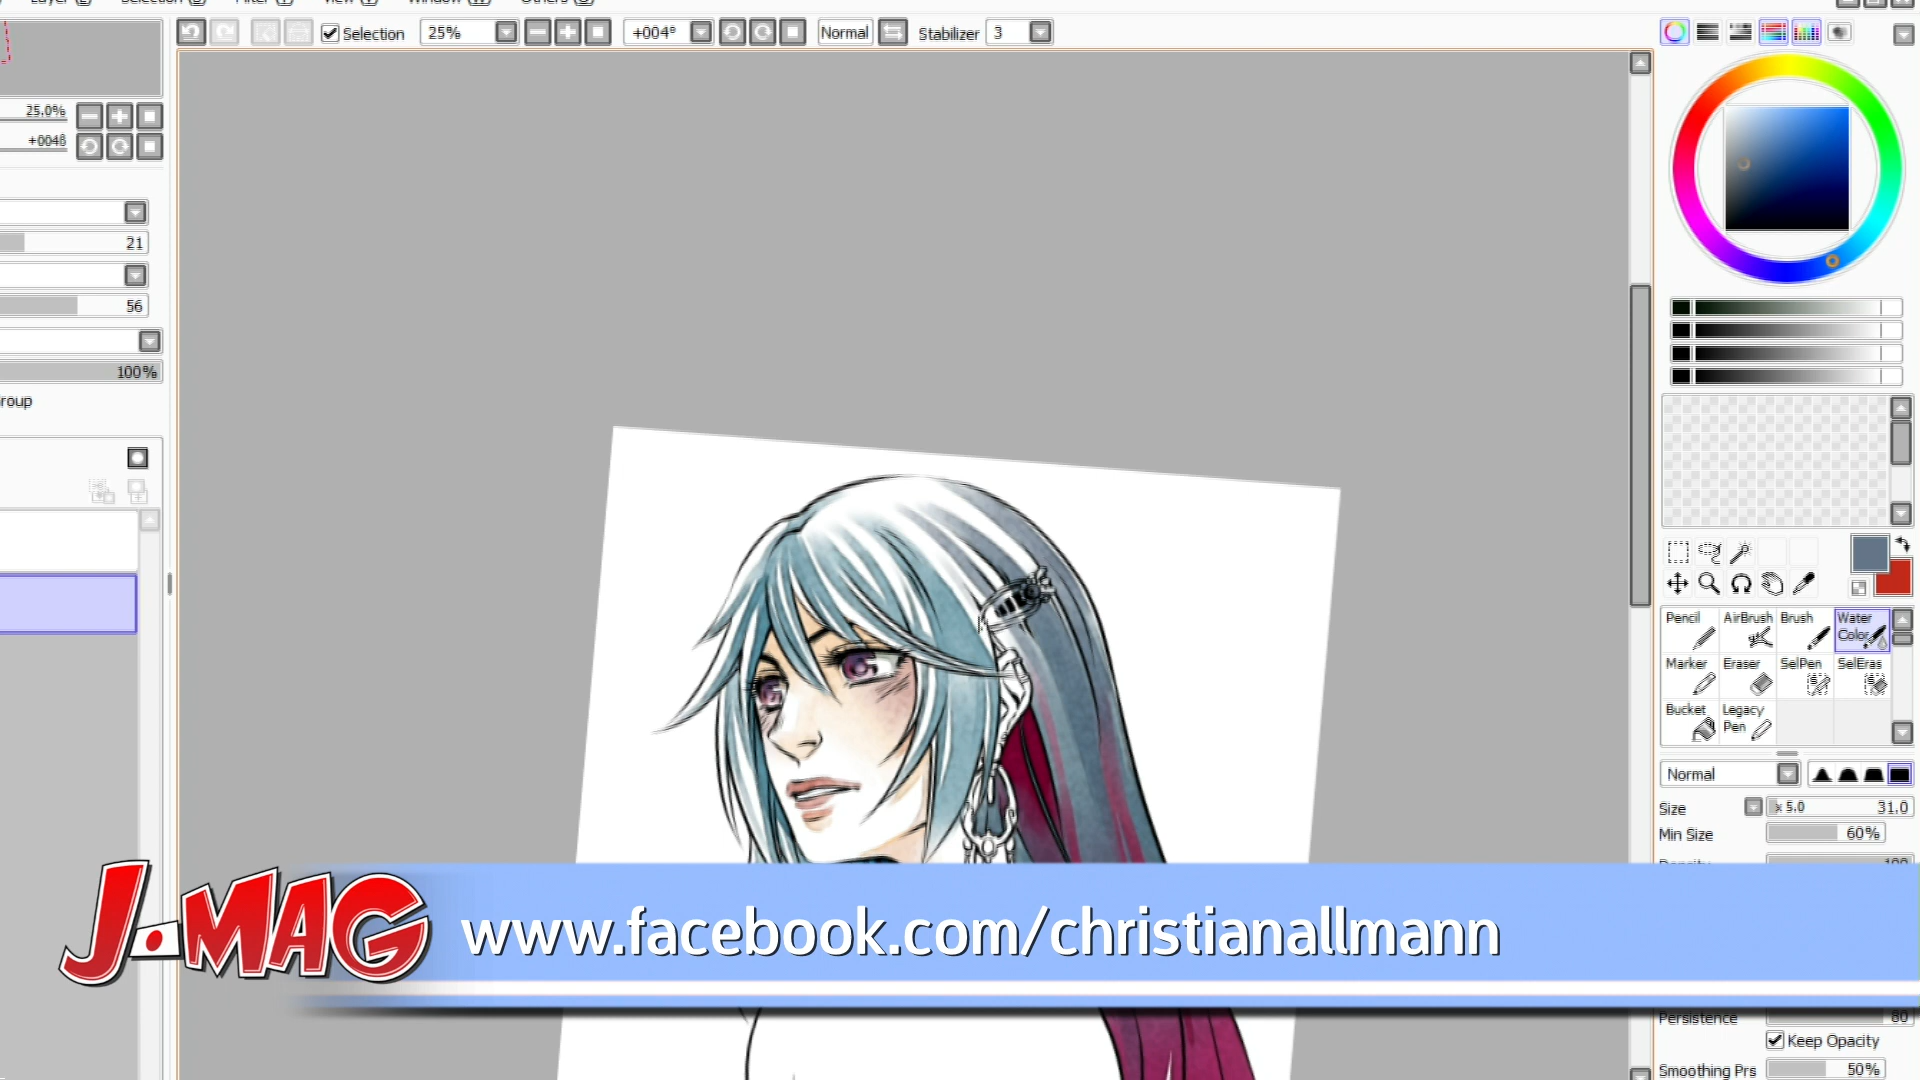 Selection
25%
+004°
Normal
Stabilizer
3
25.0%
+004°
21
56
100%
roup
Pencil
AirBrush
Brush
Water
Color
Marker
Eraser
SelPen
SelEras
Bucket
Legacy
Pen
Normal
Size
x 5.0
31.0
Min Size
60%
J-MAG
www.facebook.com/christianallmann
Persistence
80
Keep Opacity
Smoothing Prs
50%